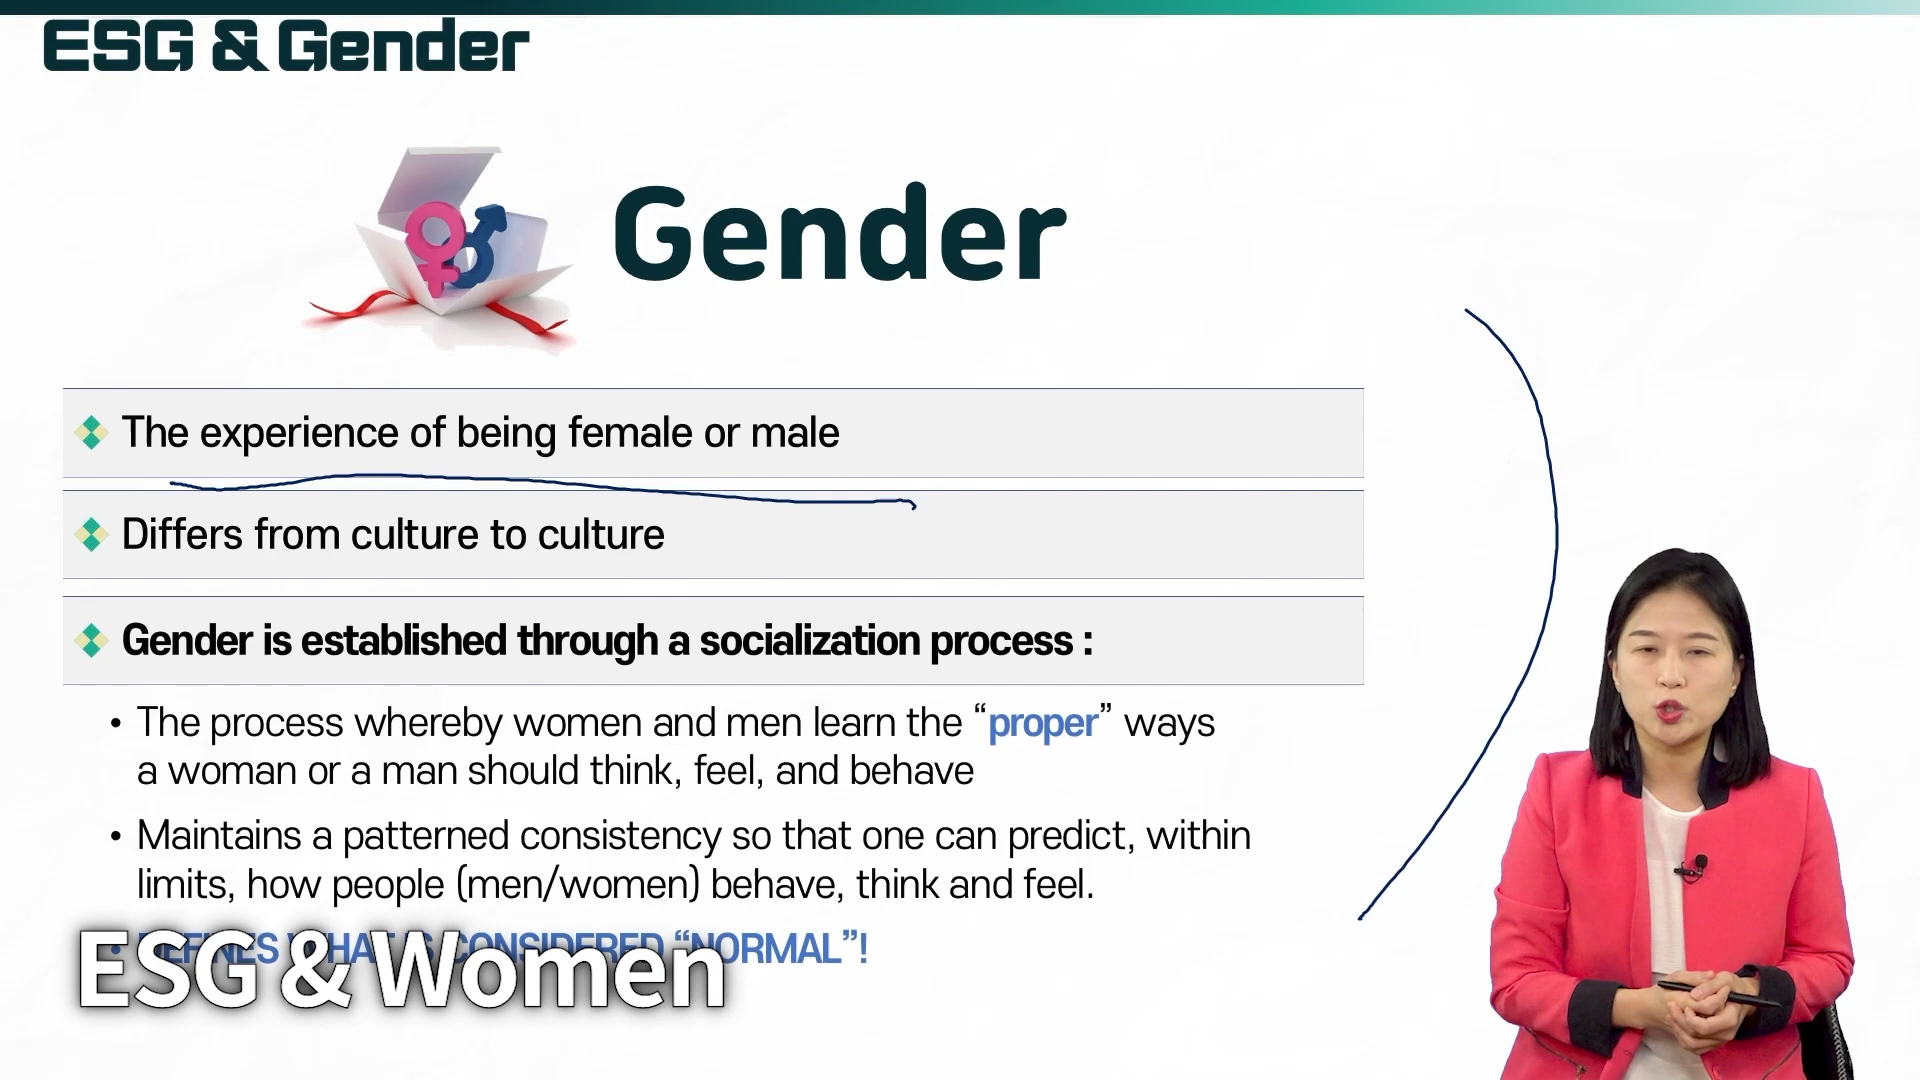 ESG & Gender
Gender
The experience of being female or male
Differs from culture to culture
Gender is established through a socialization process :
• The process whereby women and men learn the “proper” ways
a woman or a man should think, feel, and behave
• Maintains a patterned consistency so that one can predict, within
limits, how people (men/women) behave, think and feel.
• DEFINES WHAT IS CONSIDERED “NORMAL”!
ESG & Women